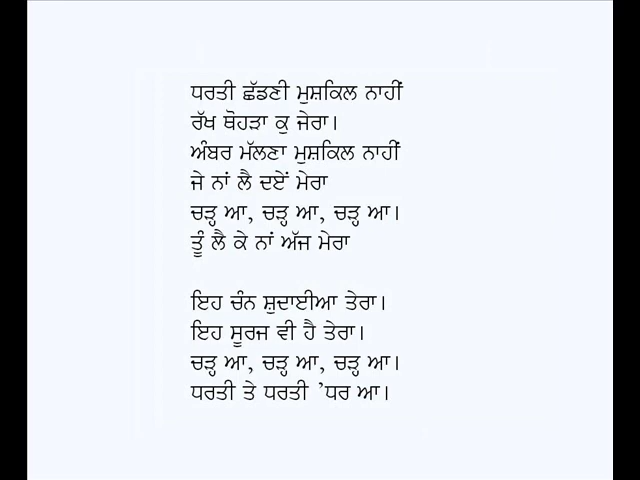 ਧਰਤੀ ਛੱਡਣੀ ਮੁਸ਼ਕਿਲ ਨਾਹੀਂ
ਰੱਖ ਥੋਹੜਾ ਕੁ ਜੇਰਾ।
ਅੰਬਰ ਮੱਲਣਾ ਮੁਸ਼ਕਿਲ ਨਾਹੀਂ
ਜੇ ਨਾਂ ਲੈ ਦਏਂ ਮੇਰਾ
ਚੜ੍ਹ ਆ, ਚੜ੍ਹ ਆ, ਚੜ੍ਹ ਆ।
ਤੂੰ ਲੈ ਕੇ ਨਾਂ ਅੱਜ ਮੇਰਾ
ਇਹ ਚੰਨ ਸ਼ੁਦਾਈਆ ਤੇਰਾ।
ਇਹ ਸੂਰਜ ਵੀ ਹੈ ਤੇਰਾ।
ਚੜ੍ਹ ਆ, ਚੜ੍ਹ ਆ, ਚੜ੍ਹ ਆ।
ਧਰਤੀ ਤੇ ਧਰਤੀ ’ਧਰ ਆ।